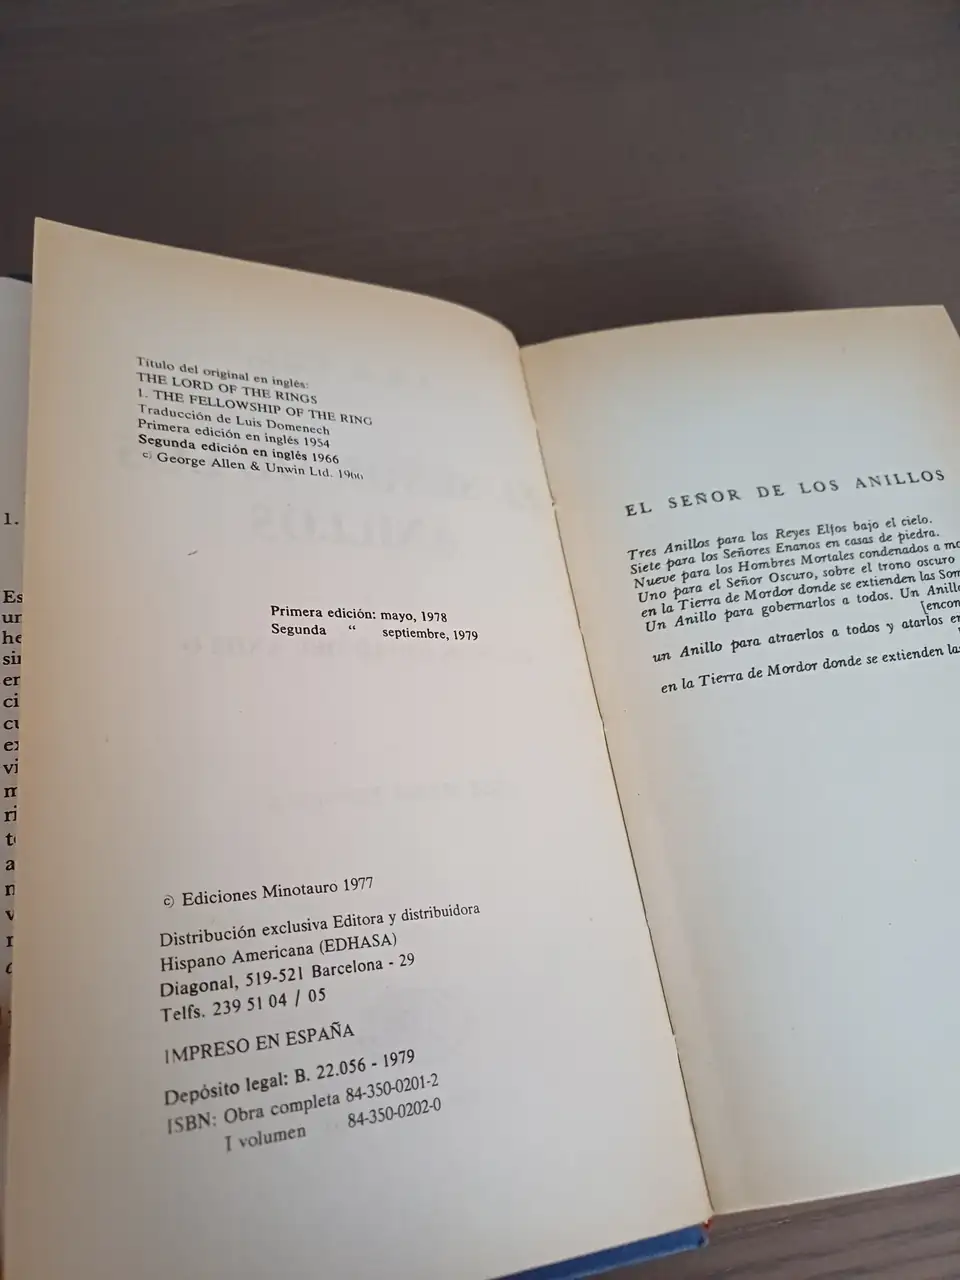 Título del original en inglés:
THE LORD OF THE RINGS
1. THE FELLOWSHIP OF THE RING
Traducción de Luis Domenech
Primera edición en inglés 1954
Segunda edición en inglés 1966
© George Allen & Unwin Ltd. 1966
Primera edición: mayo, 1978
Segunda “ septiembre, 1979
© Ediciones Minotauro 1977
Distribución exclusiva Editora y distribuidora
Hispano Americana (EDHASA)
Diagonal, 519-521 Barcelona - 29
Telfs. 239 51 04 / 05
IMPRESO EN ESPAÑA
Depósito legal: B. 22.056 - 1979
ISBN: Obra completa 84-350-0201-2
I volumen 84-350-0202-0
EL SEÑOR DE LOS ANILLOS
Tres Anillos para los Reyes Elfos bajo el cielo.
Siete para los Señores Enanos en casas de piedra.
Nueve para los Hombres Mortales condenados a mo
Uno para el Señor Oscuro, sobre el trono oscuro
en la Tierra de Mordor donde se extienden las Som
Un Anillo para gobernarlos a todos. Un Anillo
[encon
un Anillo para atraerlos a todos y atarlos en
en la Tierra de Mordor donde se extienden las